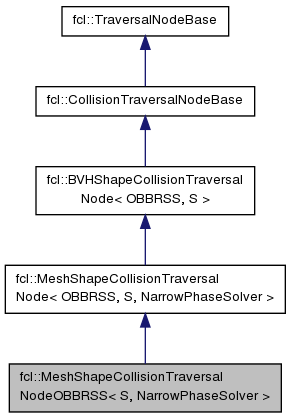 fcl::TraversalNodeBase
fcl::CollisionTraversalNodeBase
fcl::BVHShapeCollisionTraversal
Node< OBBRSS, S >
fcl::MeshShapeCollisionTraversal
Node< OBBRSS, S, NarrowPhaseSolver >
fcl::MeshShapeCollisionTraversal
NodeOBBRSS< S, NarrowPhaseSolver >